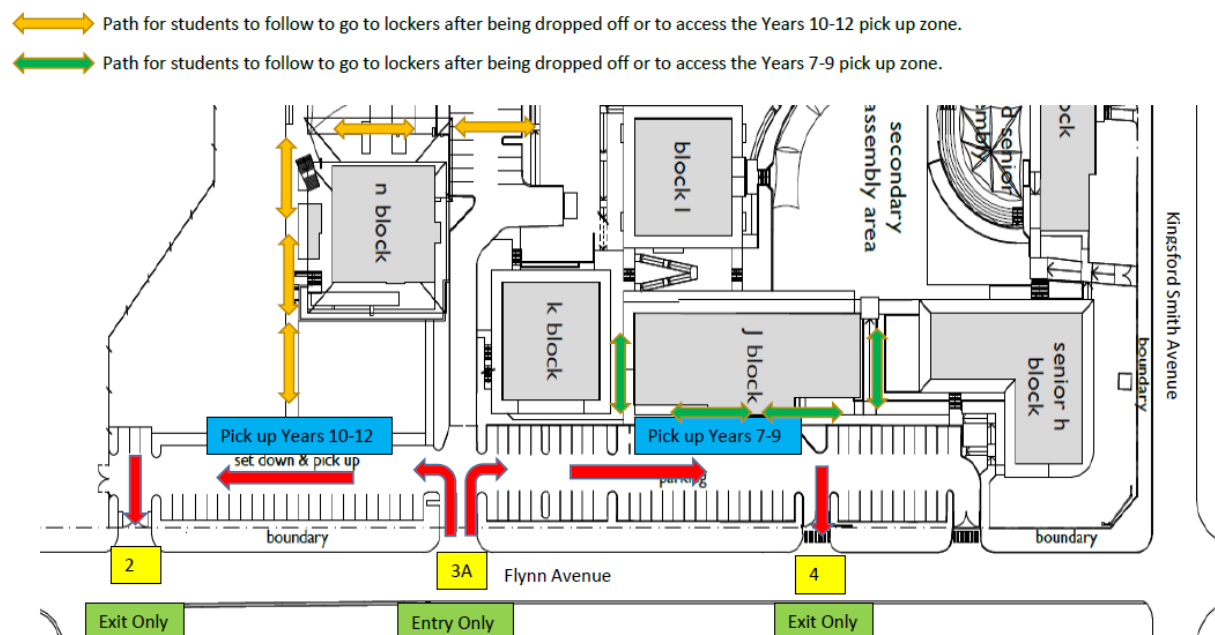 Path for students to follow to go to lockers after being dropped off or to access the Years 10-12 pick up zone.
Path for students to follow to go to lockers after being dropped off or to access the Years 7-9 pick up zone.
n block
block l
secondary
assembly area
d senior
ock
k block
J block
senior h
block
Kingsford Smith Avenue
boundary
Pick up Years 10-12
set down & pick up
Pick up Years 7-9
parking
boundary
boundary
2
3A
4
Flynn Avenue
Exit Only
Entry Only
Exit Only